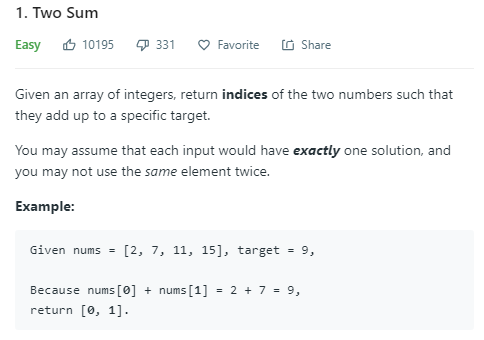 1. Two Sum
Easy 10195 331 Favorite Share
Given an array of integers, return indices of the two numbers such that
they add up to a specific target.
You may assume that each input would have exactly one solution, and
you may not use the same element twice.
Example:
Given nums = [2, 7, 11, 15], target = 9,
Because nums[0] + nums[1] = 2 + 7 = 9,
return [0, 1].